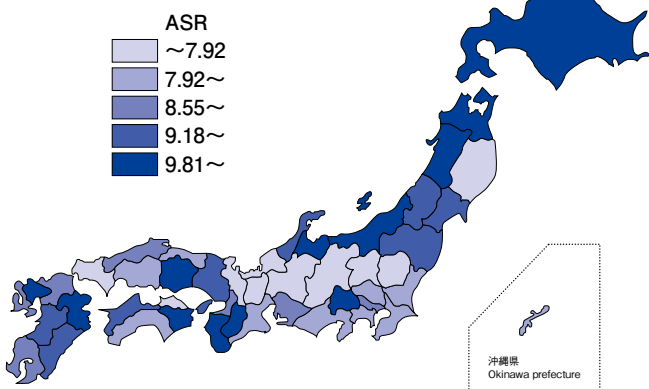 ASR
～7.92
7.92～
8.55～
9.18～
9.81～
沖縄県
Okinawa prefecture